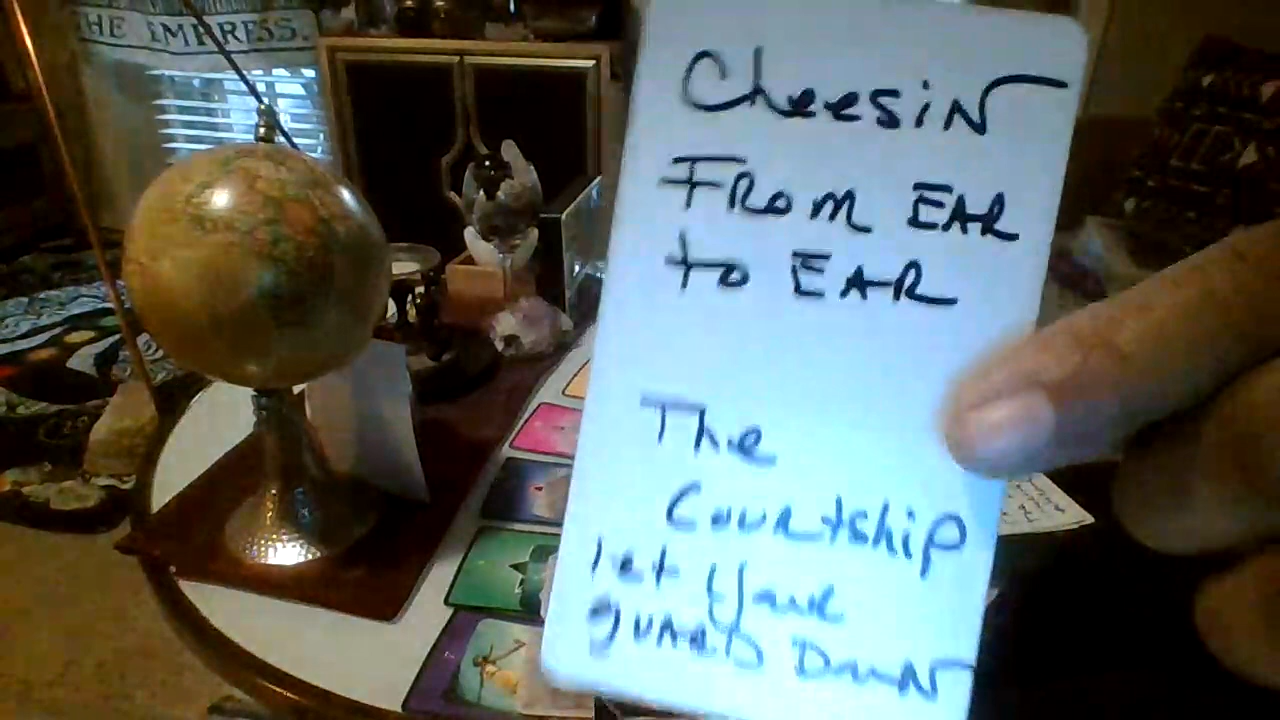 THE EMPRESS.
CheesiN
FRom EAR
to EAR
The
Courtship
let your
guard Down